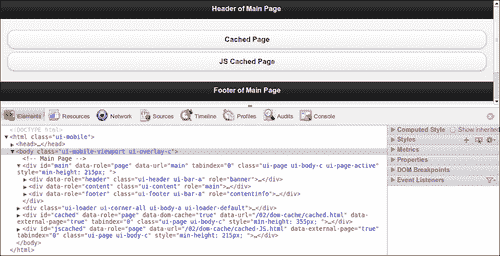 Header of Main Page
Cached Page
JS Cached Page
Footer of Main Page
Elements Resources Network Sources Timeline Profiles Audits Console
<!DOCTYPE html>
▼<html class="ui-mobile">
▶<head>…</head>
▼<body class="ui-mobile-viewport ui-overlay-c">
<!-- Main Page -->
▼<div id="main" data-role="page" data-url="main" tabindex="0" class="ui-page ui-body-c ui-page-active" style="min-height: 215px; ">
▶<div data-role="header" class="ui-header ui-bar-a" role="banner">…</div>
▶<div data-role="content" class="ui-content" role="main">…</div>
▶<div data-role="footer" class="ui-footer ui-bar-a" role="contentinfo">…</div>
</div>
▶<div class="ui-loader ui-corner-all ui-body-a ui-loader-default">…</div>
▶<div id="cached" data-role="page" data-dom-cache="true" data-url="/02/dom-cache/cached.html" data-external-page="true" tabindex="0" class="ui-page ui-body-c" style="min-height: 355px; ">…</div>
▶<div id="jscached" data-role="page" data-url="/02/dom-cache/cached-JS.html" data-external-page="true" tabindex="0" class="ui-page ui-body-c" style="min-height: 215px; ">…</div>
</body>
</html>
▶ Computed Style Show inherited
▶ Styles
▶ Metrics
▶ Properties
▶ DOM Breakpoints
▶ Event Listeners